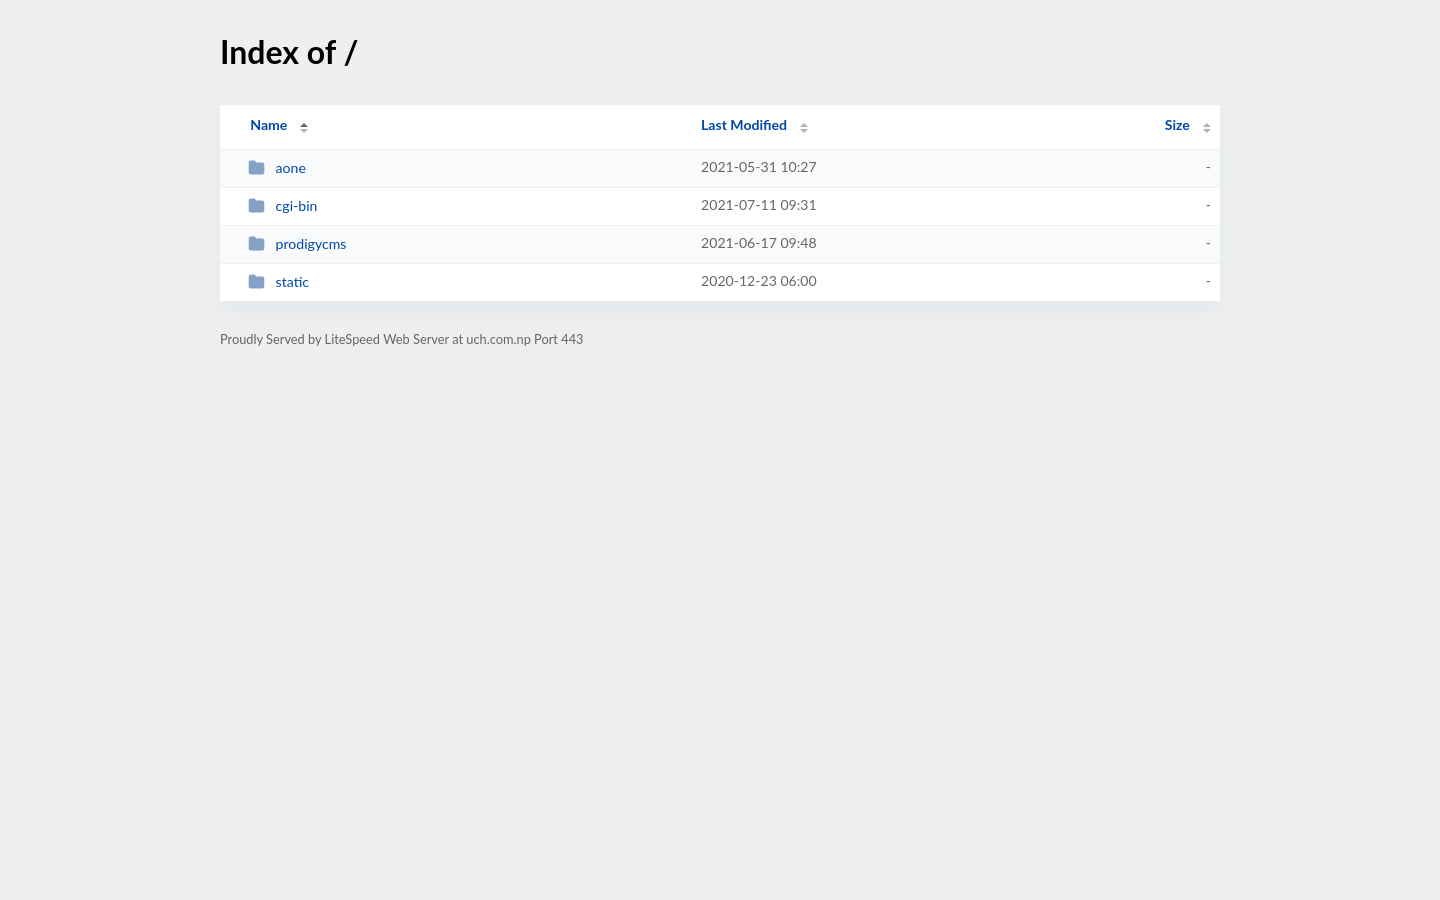 Index of /
Name Last Modified Size
aone 2021-05-31 10:27 -
cgi-bin 2021-07-11 09:31 -
prodigycms 2021-06-17 09:48 -
static 2020-12-23 06:00 -
Proudly Served by LiteSpeed Web Server at uch.com.np Port 443